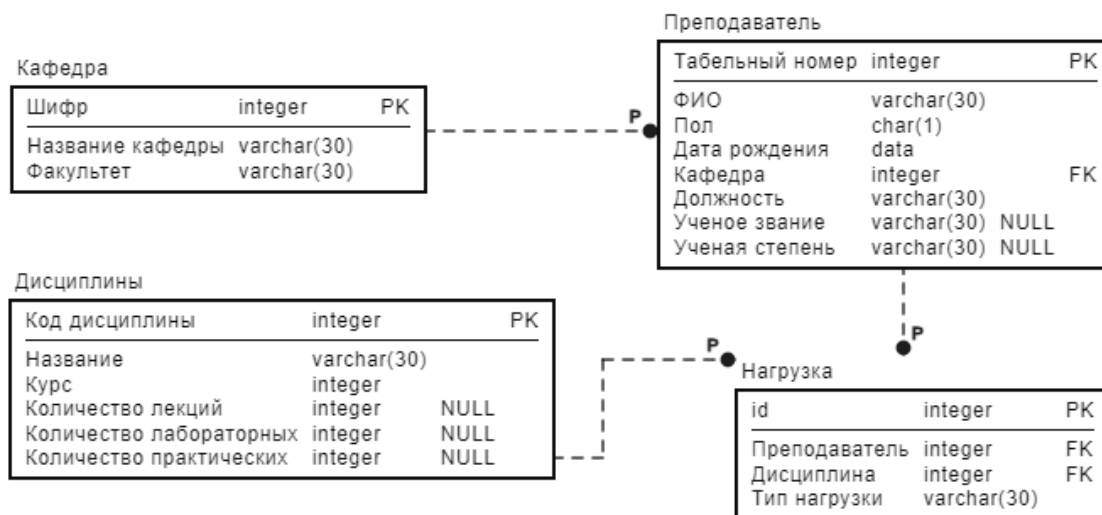 Кафедра
Шифр integer PK
Название кафедры varchar(30)
Факультет varchar(30)
P
Преподаватель
Табельный номер integer PK
ФИО varchar(30)
Пол char(1)
Дата рождения data
Кафедра integer FK
Должность varchar(30)
Ученое звание varchar(30) NULL
Ученая степень varchar(30) NULL
Дисциплины
Код дисциплины integer PK
Название varchar(30)
Курс integer
Количество лекций integer NULL
Количество лабораторных integer NULL
Количество практических integer NULL
P
P
Нагрузка
id integer PK
Преподаватель integer FK
Дисциплина integer FK
Тип нагрузки varchar(30)